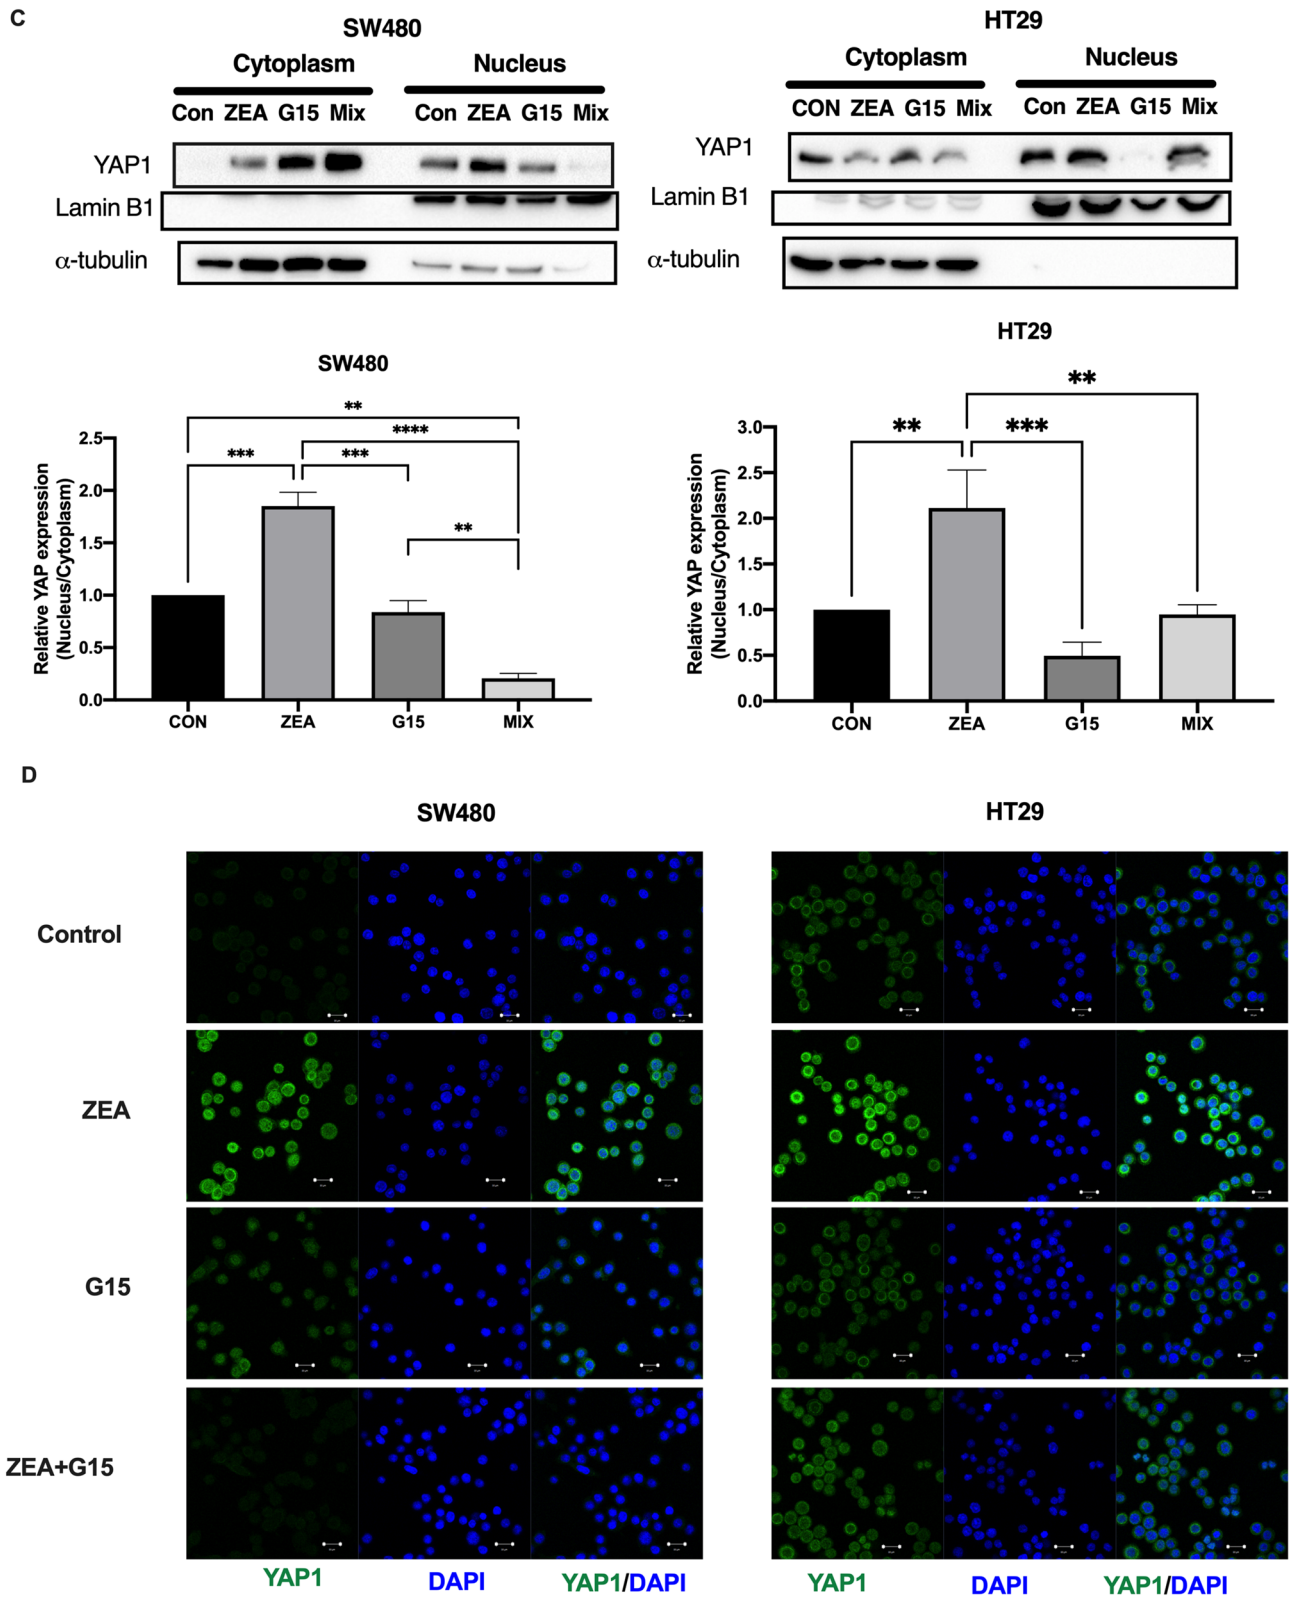 C
SW480
Cytoplasm Nucleus
Con ZEA G15 Mix Con ZEA G15 Mix
YAP1
Lamin B1
α-tubulin
HT29
Cytoplasm Nucleus
CON ZEA G15 Mix Con ZEA G15 Mix
YAP1
Lamin B1
α-tubulin
SW480
Relative YAP expression
(Nucleus/Cytoplasm)
2.5
2.0
1.5
1.0
0.5
0.0
**
****
*** ***
**
CON ZEA G15 MIX
HT29
Relative YAP expression
(Nucleus/Cytoplasm)
3.0
2.5
2.0
1.5
1.0
0.5
0.0
**
** ***
CON ZEA G15 MIX
D
SW480 HT29
Control
ZEA
G15
ZEA+G15
YAP1 DAPI YAP1/DAPI YAP1 DAPI YAP1/DAPI